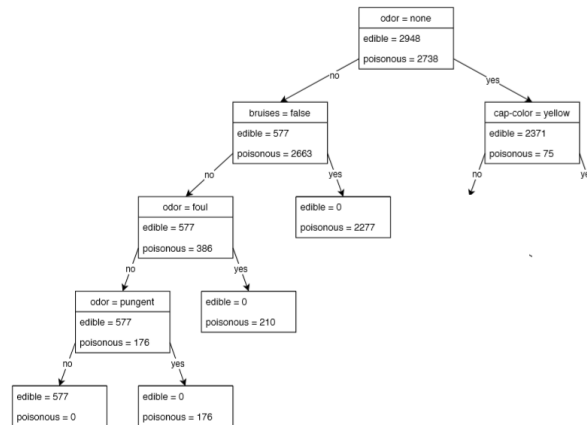 odor = none
edible = 2948
poisonous = 2738
no
yes
bruises = false
edible = 577
poisonous = 2663
cap-color = yellow
edible = 2371
poisonous = 75
no
yes
no
ye
odor = foul
edible = 577
poisonous = 386
edible = 0
poisonous = 2277
no
yes
odor = pungent
edible = 577
poisonous = 176
edible = 0
poisonous = 210
no
yes
edible = 577
poisonous = 0
edible = 0
poisonous = 176